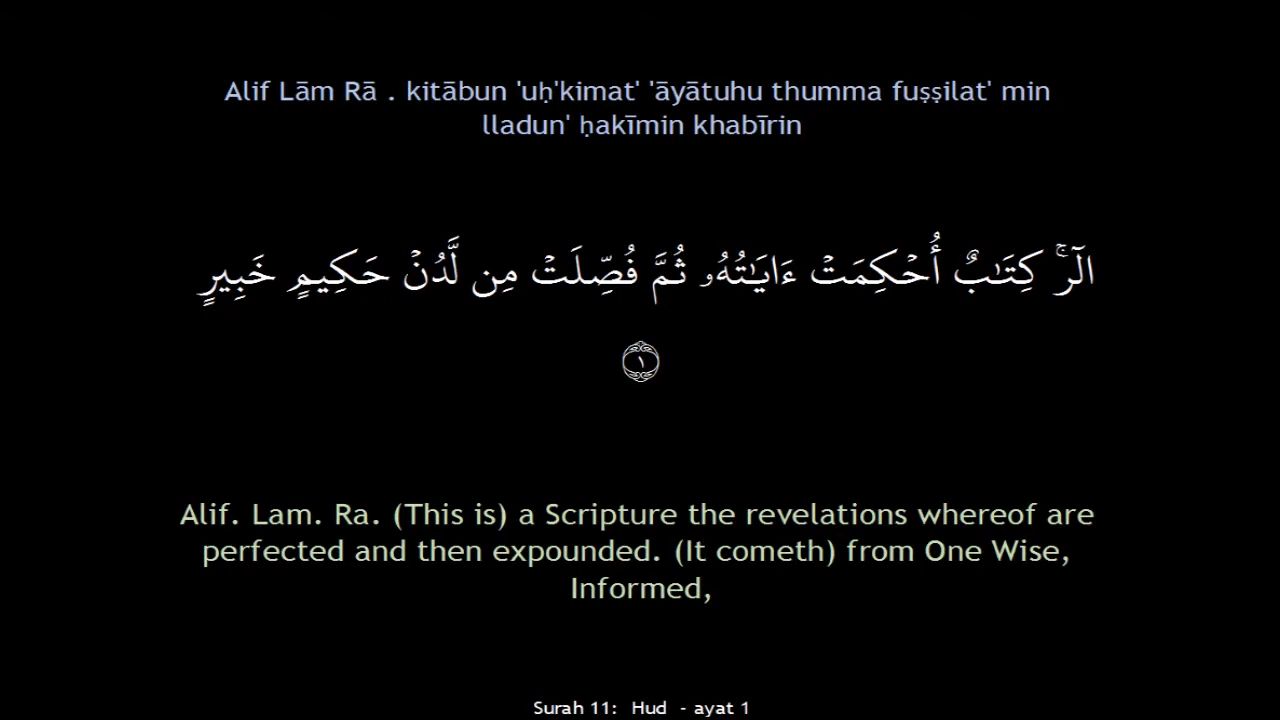 Alif Lām Rā . kitābun 'uḥ'kimat' 'āyātuhu thumma fuṣṣilat' min
lladun' ḥakīmin khabīrin
الٓرۚ كِتَٰبٌ أُحۡكِمَتۡ ءَايَٰتُهُۥ ثُمَّ فُصِّلَتۡ مِن لَّدُنۡ حَكِيمٍ خَبِيرٍ
١
Alif. Lam. Ra. (This is) a Scripture the revelations whereof are
perfected and then expounded. (It cometh) from One Wise,
Informed,
Surah 11: Hud - ayat 1